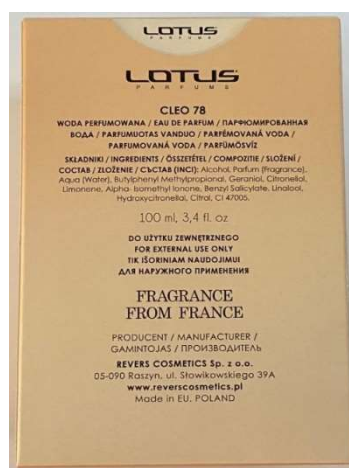 LOTUS
PARFUMS
LOTUS
PARFUMS
CLEO 78
WODA PERFUMOWANA / EAU DE PARFUM / ПАРФЮМИРОВАННАЯ
ВОДА / PARFUMUOTAS VANDUO / PARFÉMOVANÁ VODA /
PARFUMOVANÁ VODA / PARFÜMÖSVÍZ
SKŁADNIKI / INGREDIENTS / ÖSSZETÉTEL / COMPOZITIE / SLOŽENÍ /
СОСТАВ / ZLOŽENIE / СЪСТАВ (INCI): Alcohol, Parfum (Fragrance),
Aqua (Water), Butylphenyl Methylpropional, Geraniol, Citronellol,
Limonene, Alpha- Isomethyl Ionone, Benzyl Salicylate, Linalool,
Hydroxycitronellal, Citral, CI 47005.
100 ml, 3,4 fl. oz
DO UŻYTKU ZEWNĘTRZNEGO
FOR EXTERNAL USE ONLY
TIK IŠORINIAM NAUDOJIMUI
ДЛЯ НАРУЖНОГО ПРИМЕНЕНИЯ
FRAGRANCE
FROM FRANCE
PRODUCENT / MANUFACTURER /
GAMINTOJAS / ПРОИЗВОДИТЕЛЬ
REVERS COSMETICS Sp. z o.o.
05-090 Raszyn, ul. Słowikowskiego 39A
www.reverscosmetics.pl
Made in EU, POLAND